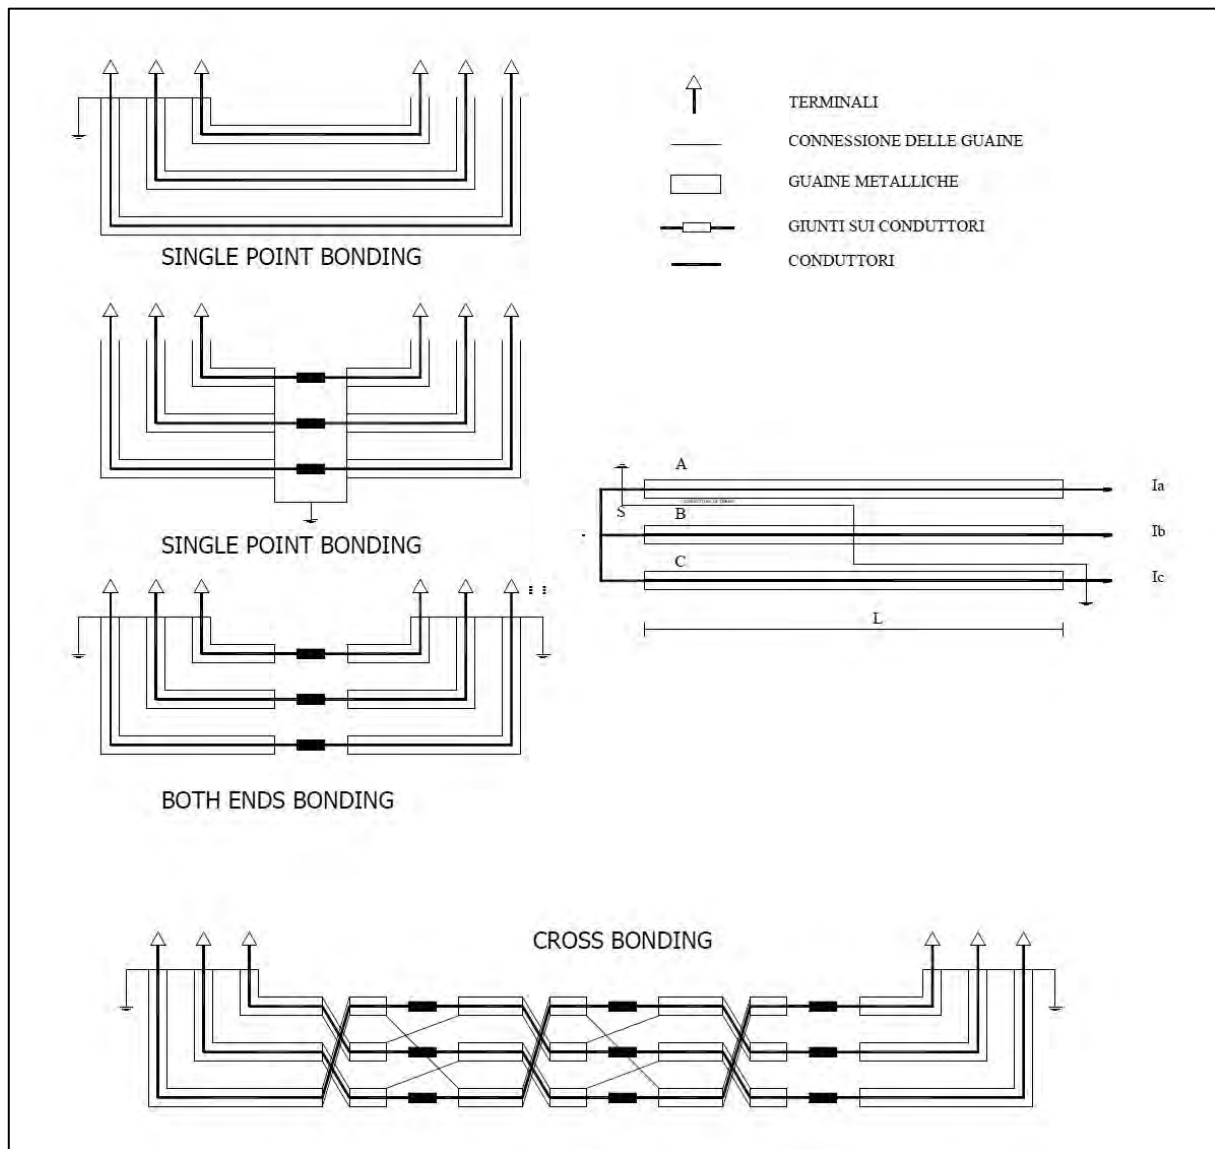 TERMINALI
CONNESSIONE DELLE GUAINE
GUAINE METALLICHE
GIUNTI SUI CONDUTTORI
CONDUTTORI
SINGLE POINT BONDING
SINGLE POINT BONDING
A
Ia
S
B
Ib
C
Ic
L
BOTH ENDS BONDING
CROSS BONDING